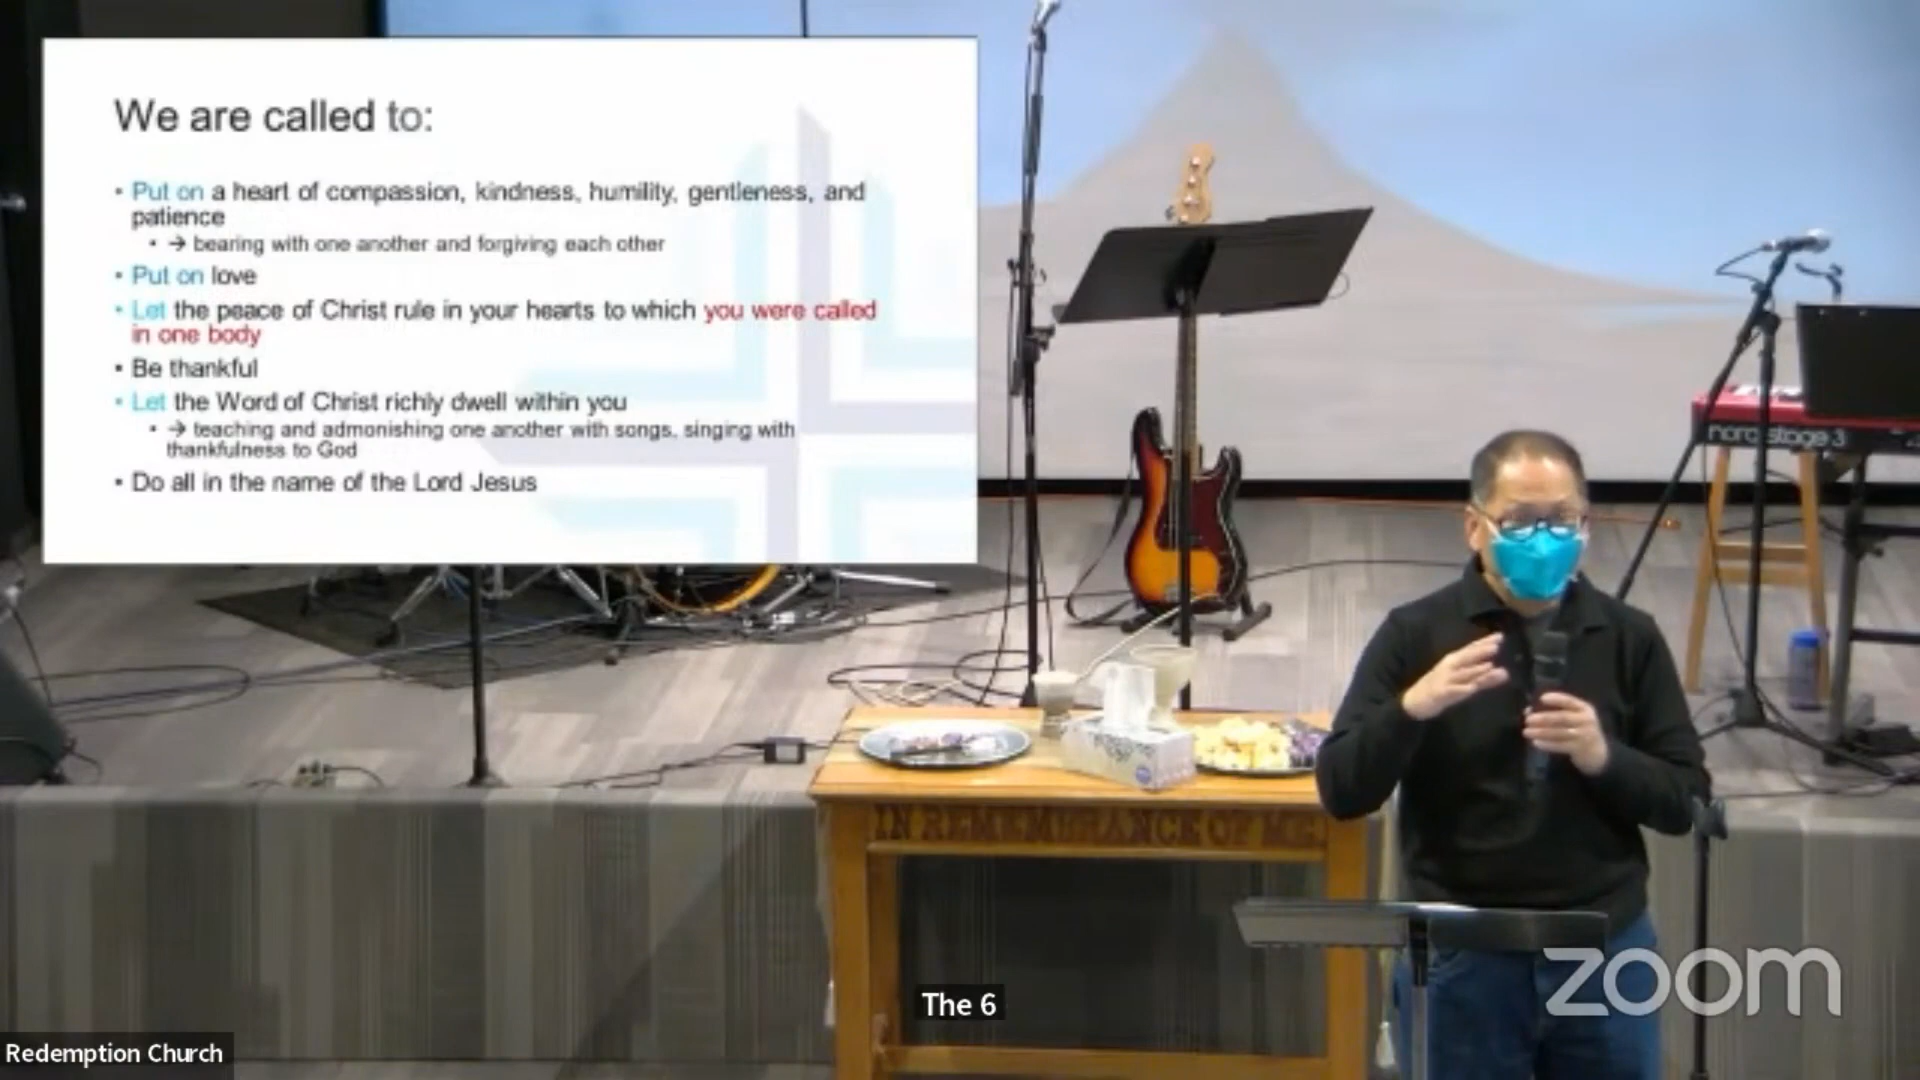 We are called to:
• Put on a heart of compassion, kindness, humility, gentleness, and
patience
• → bearing with one another and forgiving each other
• Put on love
• Let the peace of Christ rule in your hearts to which you were called
in one body
• Be thankful
• Let the Word of Christ richly dwell within you
• → teaching and admonishing one another with songs, singing with
thankfulness to God
• Do all in the name of the Lord Jesus
nord stage 3
IN REMEMBRANCE OF ME
The 6
zoom
Redemption Church